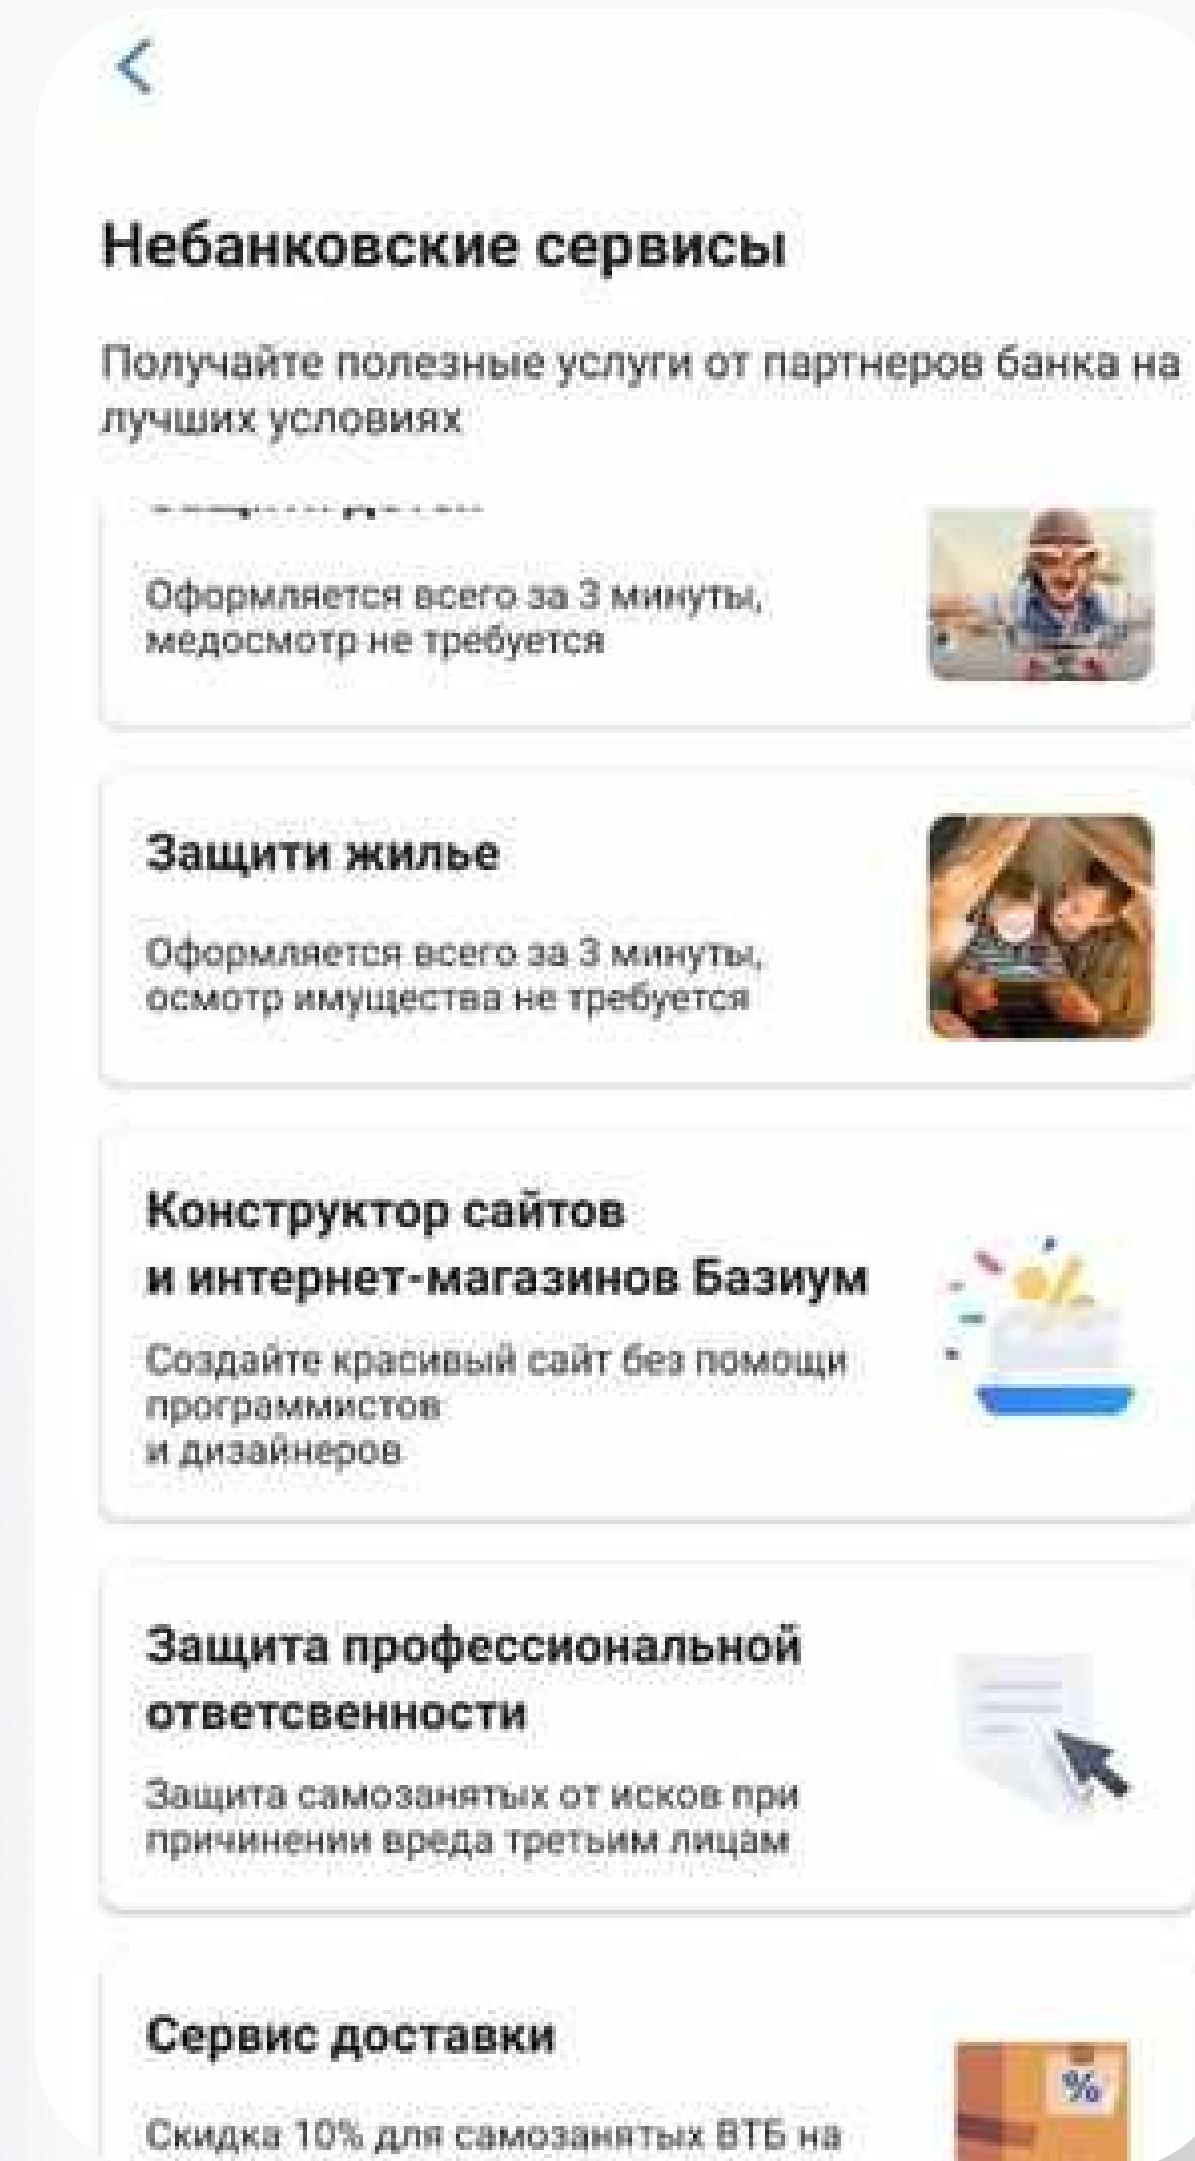 Небанковские сервисы
Получайте полезные услуги от партнеров банка на
лучших условиях
Оформляется всего за 3 минуты,
медосмотр не требуется
Защити жилье
Оформляется всего за 3 минуты,
осмотр имущества не требуется
Конструктор сайтов
и интернет-магазинов Базиум
Создайте красивый сайт без помощи
программистов
и дизайнеров
Защита профессиональной
ответсвенности
Защита самозанятых от исков при
причинении вреда третьим лицам
Сервис доставки
%
Скидка 10% для самозанятых ВТБ на